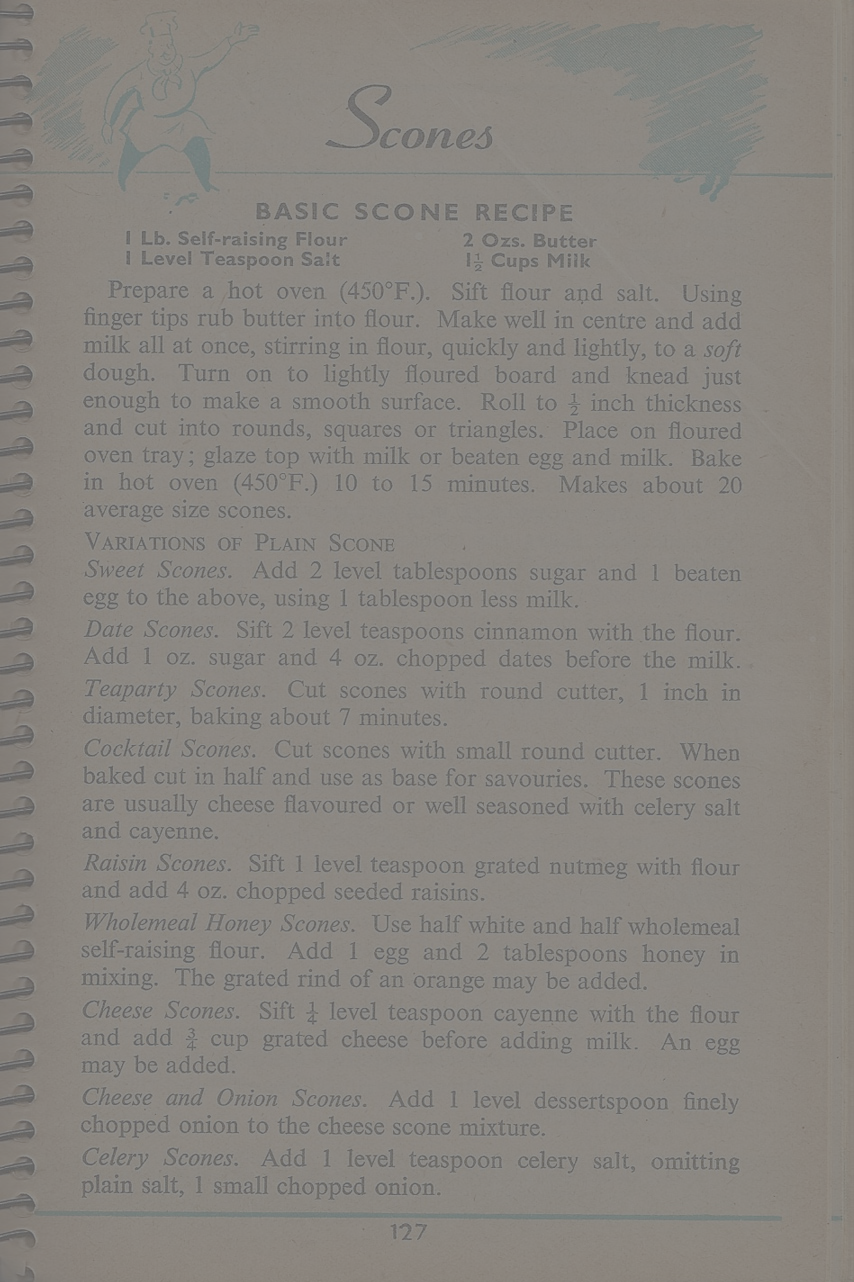 Scones
BASIC SCONE RECIPE
1 Lb. Self-raising Flour 2 Ozs. Butter
1 Level Teaspoon Salt 1½ Cups Milk
Prepare a hot oven (450°F.). Sift flour and salt. Using
finger tips rub butter into flour. Make well in centre and add
milk all at once, stirring in flour, quickly and lightly, to a soft
dough. Turn on to lightly floured board and knead just
enough to make a smooth surface. Roll to ½ inch thickness
and cut into rounds, squares or triangles. Place on floured
oven tray; glaze top with milk or beaten egg and milk. Bake
in hot oven (450°F.) 10 to 15 minutes. Makes about 20
average size scones.
VARIATIONS OF PLAIN SCONE
Sweet Scones. Add 2 level tablespoons sugar and 1 beaten
egg to the above, using 1 tablespoon less milk.
Date Scones. Sift 2 level teaspoons cinnamon with the flour.
Add 1 oz. sugar and 4 oz. chopped dates before the milk.
Teaparty Scones. Cut scones with round cutter, 1 inch in
diameter, baking about 7 minutes.
Cocktail Scones. Cut scones with small round cutter. When
baked cut in half and use as base for savouries. These scones
are usually cheese flavoured or well seasoned with celery salt
and cayenne.
Raisin Scones. Sift 1 level teaspoon grated nutmeg with flour
and add 4 oz. chopped seeded raisins.
Wholemeal Honey Scones. Use half white and half wholemeal
self-raising flour. Add 1 egg and 2 tablespoons honey in
mixing. The grated rind of an orange may be added.
Cheese Scones. Sift ¼ level teaspoon cayenne with the flour
and add ¾ cup grated cheese before adding milk. An egg
may be added.
Cheese and Onion Scones. Add 1 level dessertspoon finely
chopped onion to the cheese scone mixture.
Celery Scones. Add 1 level teaspoon celery salt, omitting
plain salt, 1 small chopped onion.
127